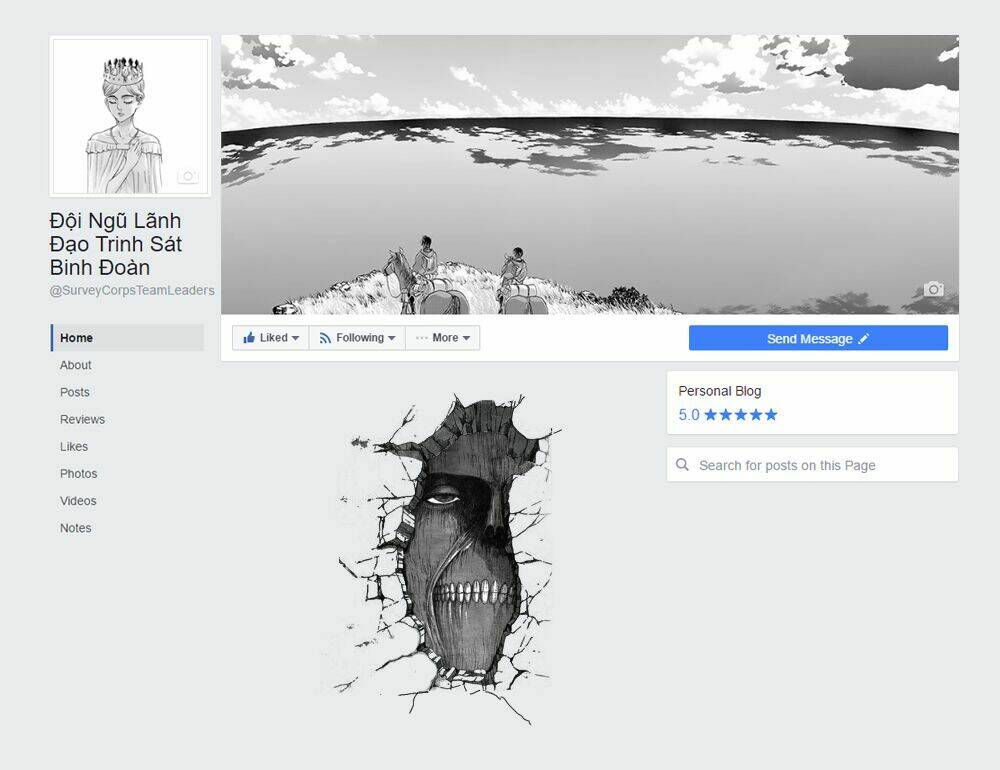 Đội Ngũ Lãnh
Đạo Trinh Sát
Binh Đoàn
@SurveyCorpsTeamLeaders
Home
About
Posts
Reviews
Likes
Photos
Videos
Notes
Liked
Following
More
Send Message
Personal Blog
5.0 ★★★★★
Search for posts on this Page